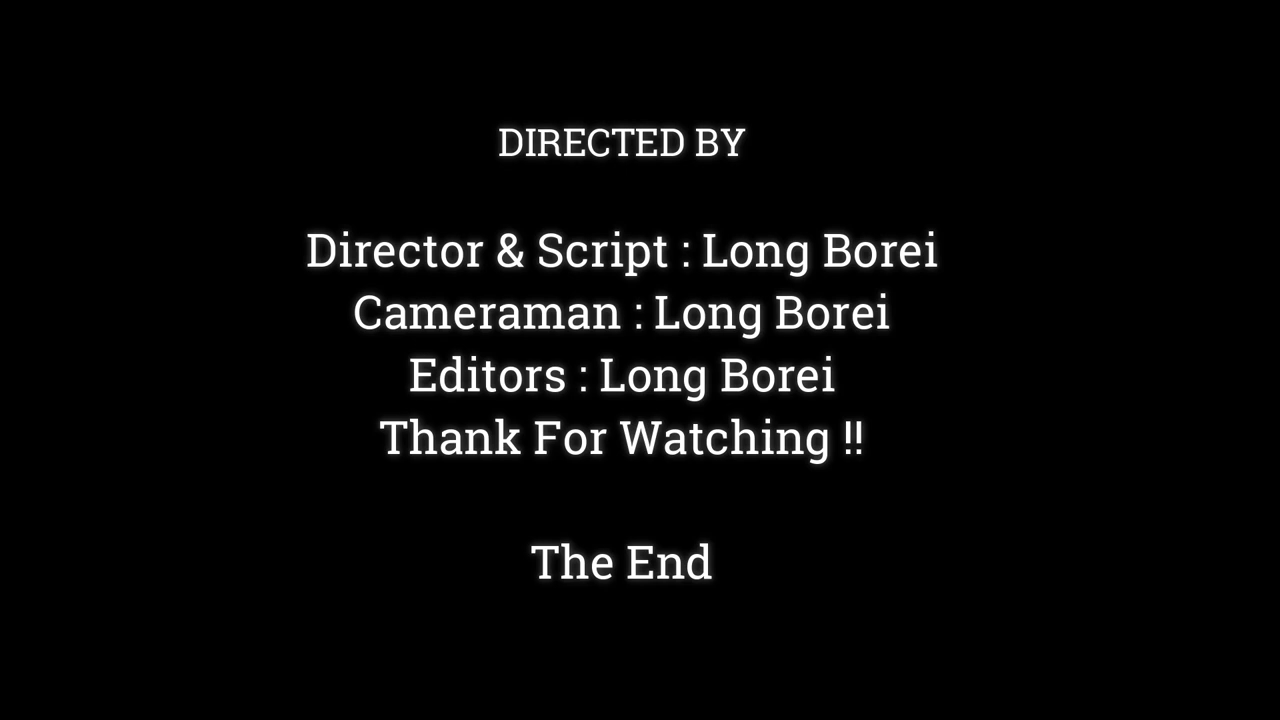 DIRECTED BY
Director & Script : Long Borei
Cameraman : Long Borei
Editors : Long Borei
Thank For Watching !!
The End